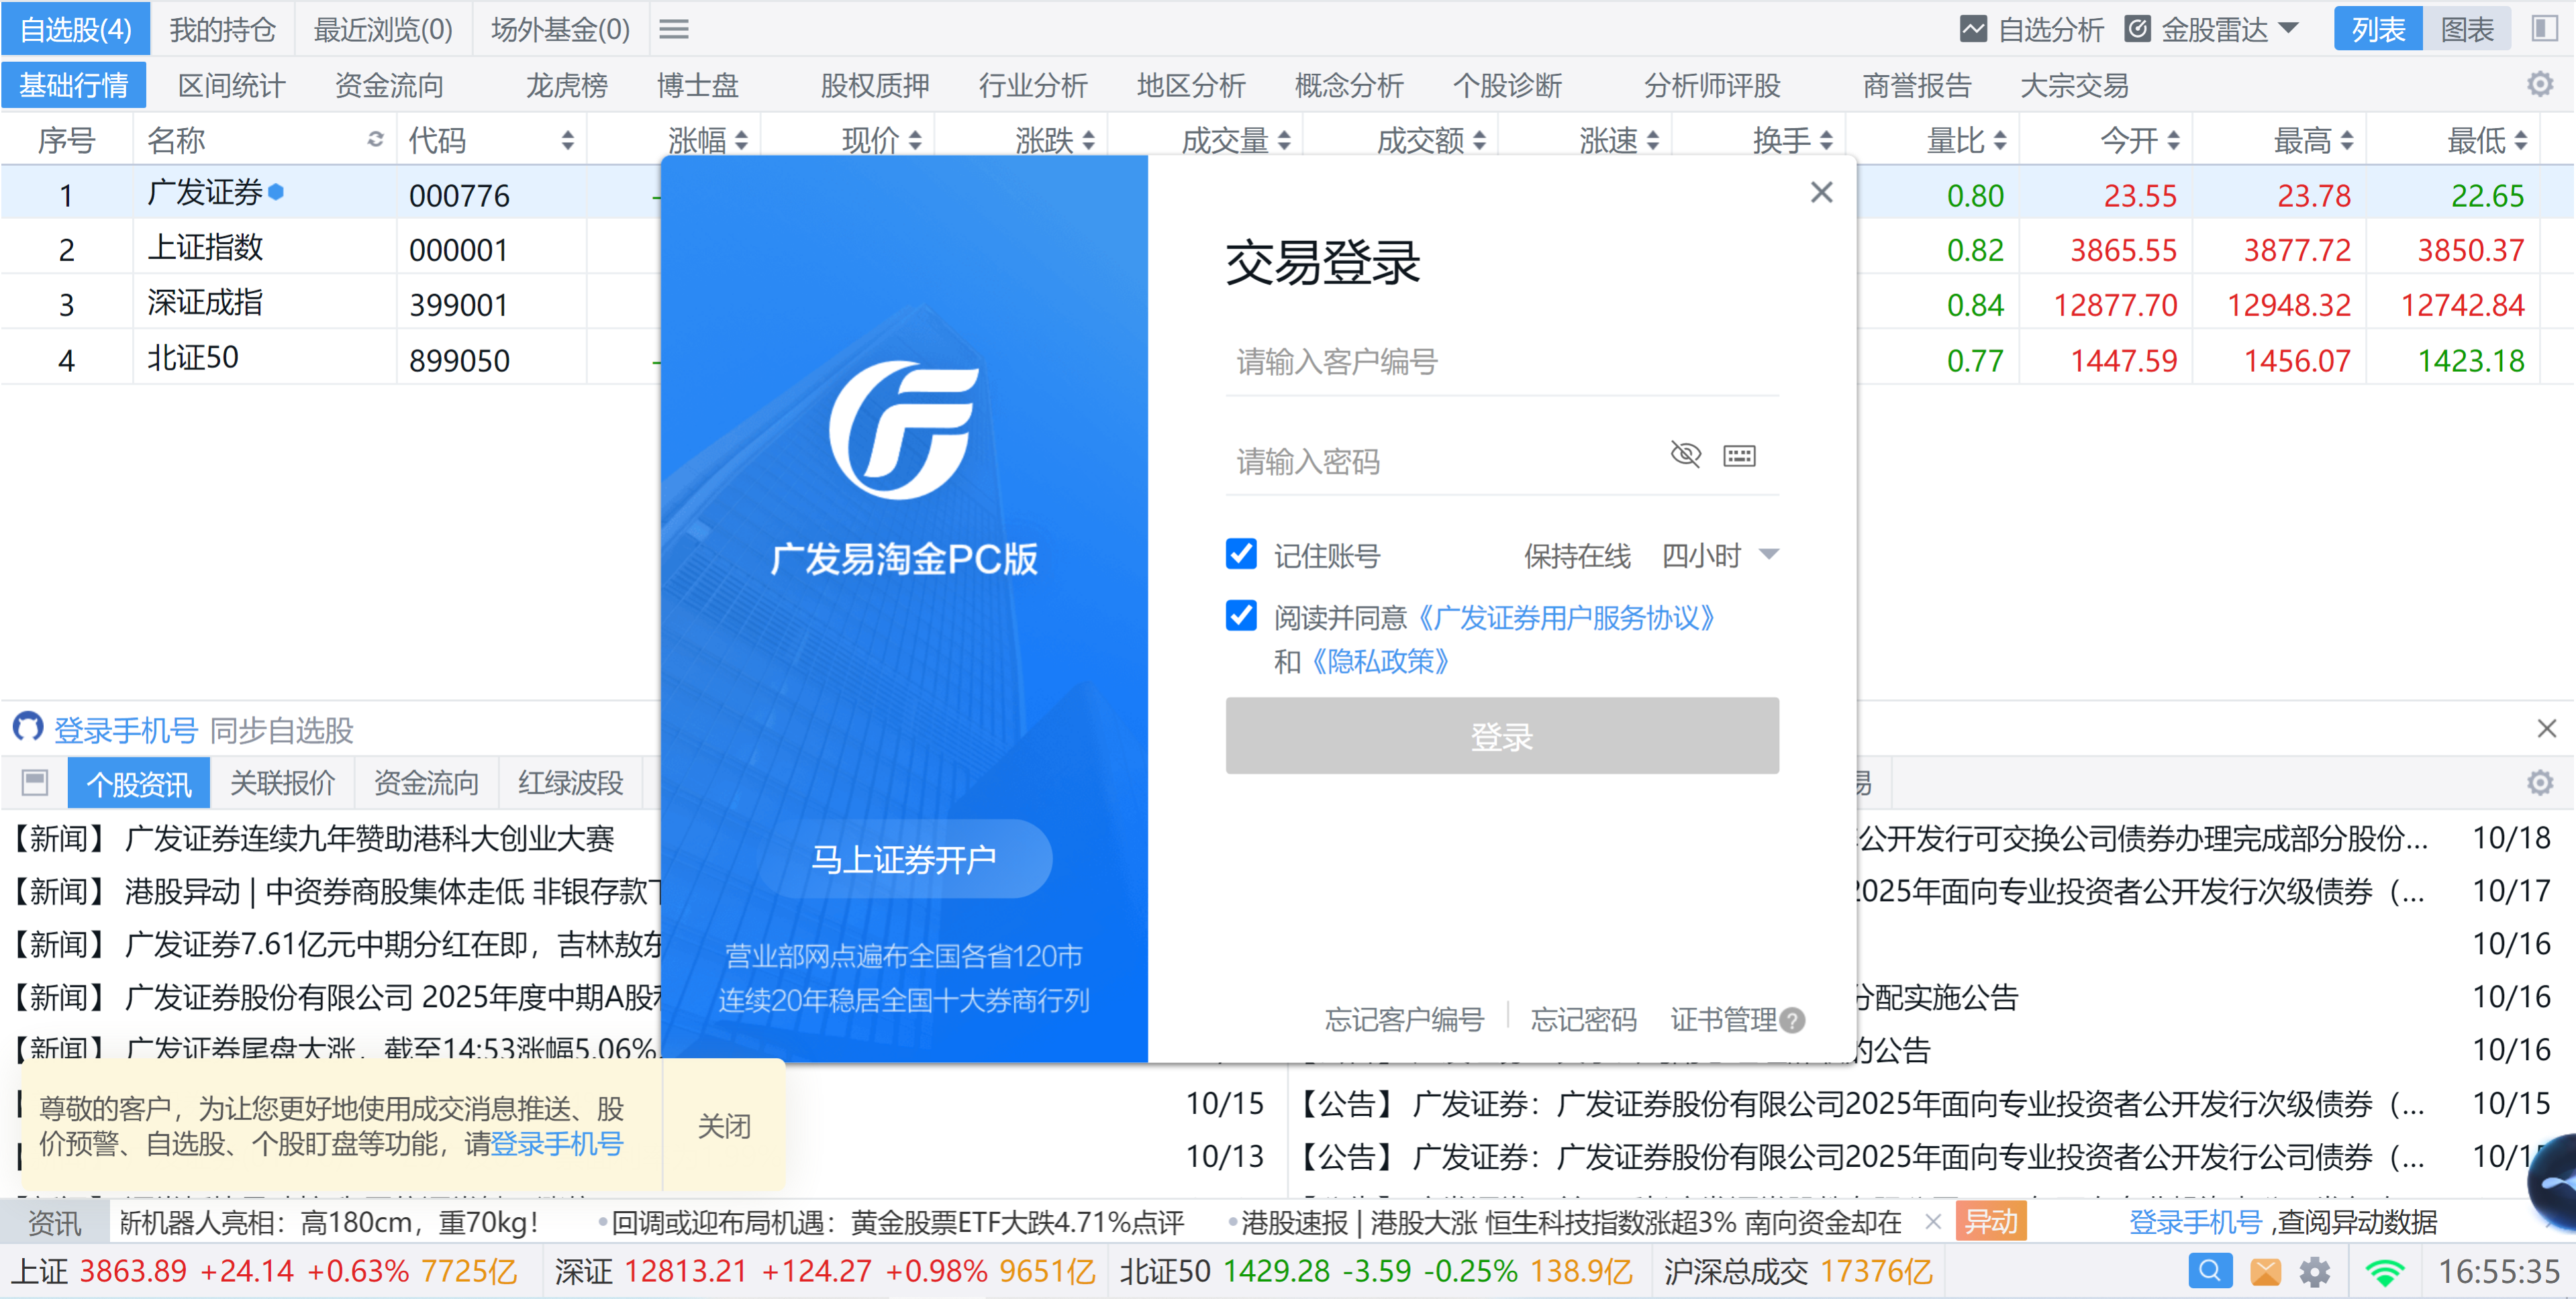 自选股(4) 我的持仓 最近浏览(0) 场外基金(0) 自选分析 金股雷达 列表 图表
基础行情 区间统计 资金流向 龙虎榜 博士盘 股权质押 行业分析 地区分析 概念分析 个股诊断 分析师评股 商誉报告 大宗交易
序号 名称 代码 涨幅 现价 涨跌 成交量 成交额 涨速 换手 量比 今开 最高 最低
1 广发证券 000776 - 0.80 23.55 23.78 22.65
2 上证指数 000001 0.82 3865.55 3877.72 3850.37
3 深证成指 399001 0.84 12877.70 12948.32 12742.84
4 北证50 899050 - 0.77 1447.59 1456.07 1423.18
广发易淘金PC版
马上证券开户
营业部网点遍布全国各省120市
连续20年稳居全国十大券商行列
交易登录
请输入客户编号
请输入密码
记住账号 保持在线 四小时
阅读并同意《广发证券用户服务协议》
和《隐私政策》
登录
忘记客户编号 忘记密码 证书管理
登录手机号 同步自选股
个股资讯 关联报价 资金流向 红绿波段 易
【新闻】 广发证券连续九年赞助港科大创业大赛
【新闻】 港股异动 | 中资券商股集体走低 非银存款
【新闻】 广发证券7.61亿元中期分红在即，吉林敖东
【新闻】 广发证券股份有限公司 2025年度中期A股
【新闻】 广发证券尾盘大涨，截至14:53涨幅5.06%
公开发行可交换公司债券办理完成部分股份... 10/18
2025年面向专业投资者公开发行次级债券（... 10/17
10/16
分配实施公告 10/16
的公告 10/16
10/15 【公告】 广发证券：广发证券股份有限公司2025年面向专业投资者公开发行次级债券（... 10/15
10/13 【公告】 广发证券：广发证券股份有限公司2025年面向专业投资者公开发行公司债券（...
尊敬的客户，为让您更好地使用成交消息推送、股
价预警、自选股、个股盯盘等功能，请登录手机号
关闭
资讯 新机器人亮相：高180cm，重70kg！ •回调或迎布局机遇：黄金股票ETF大跌4.71%点评 •港股速报 | 港股大涨 恒生科技指数涨超3% 南向资金却在 异动 登录手机号 ,查阅异动数据
上证 3863.89 +24.14 +0.63% 7725亿 深证 12813.21 +124.27 +0.98% 9651亿 北证50 1429.28 -3.59 -0.25% 138.9亿 沪深总成交 17376亿 16:55:35